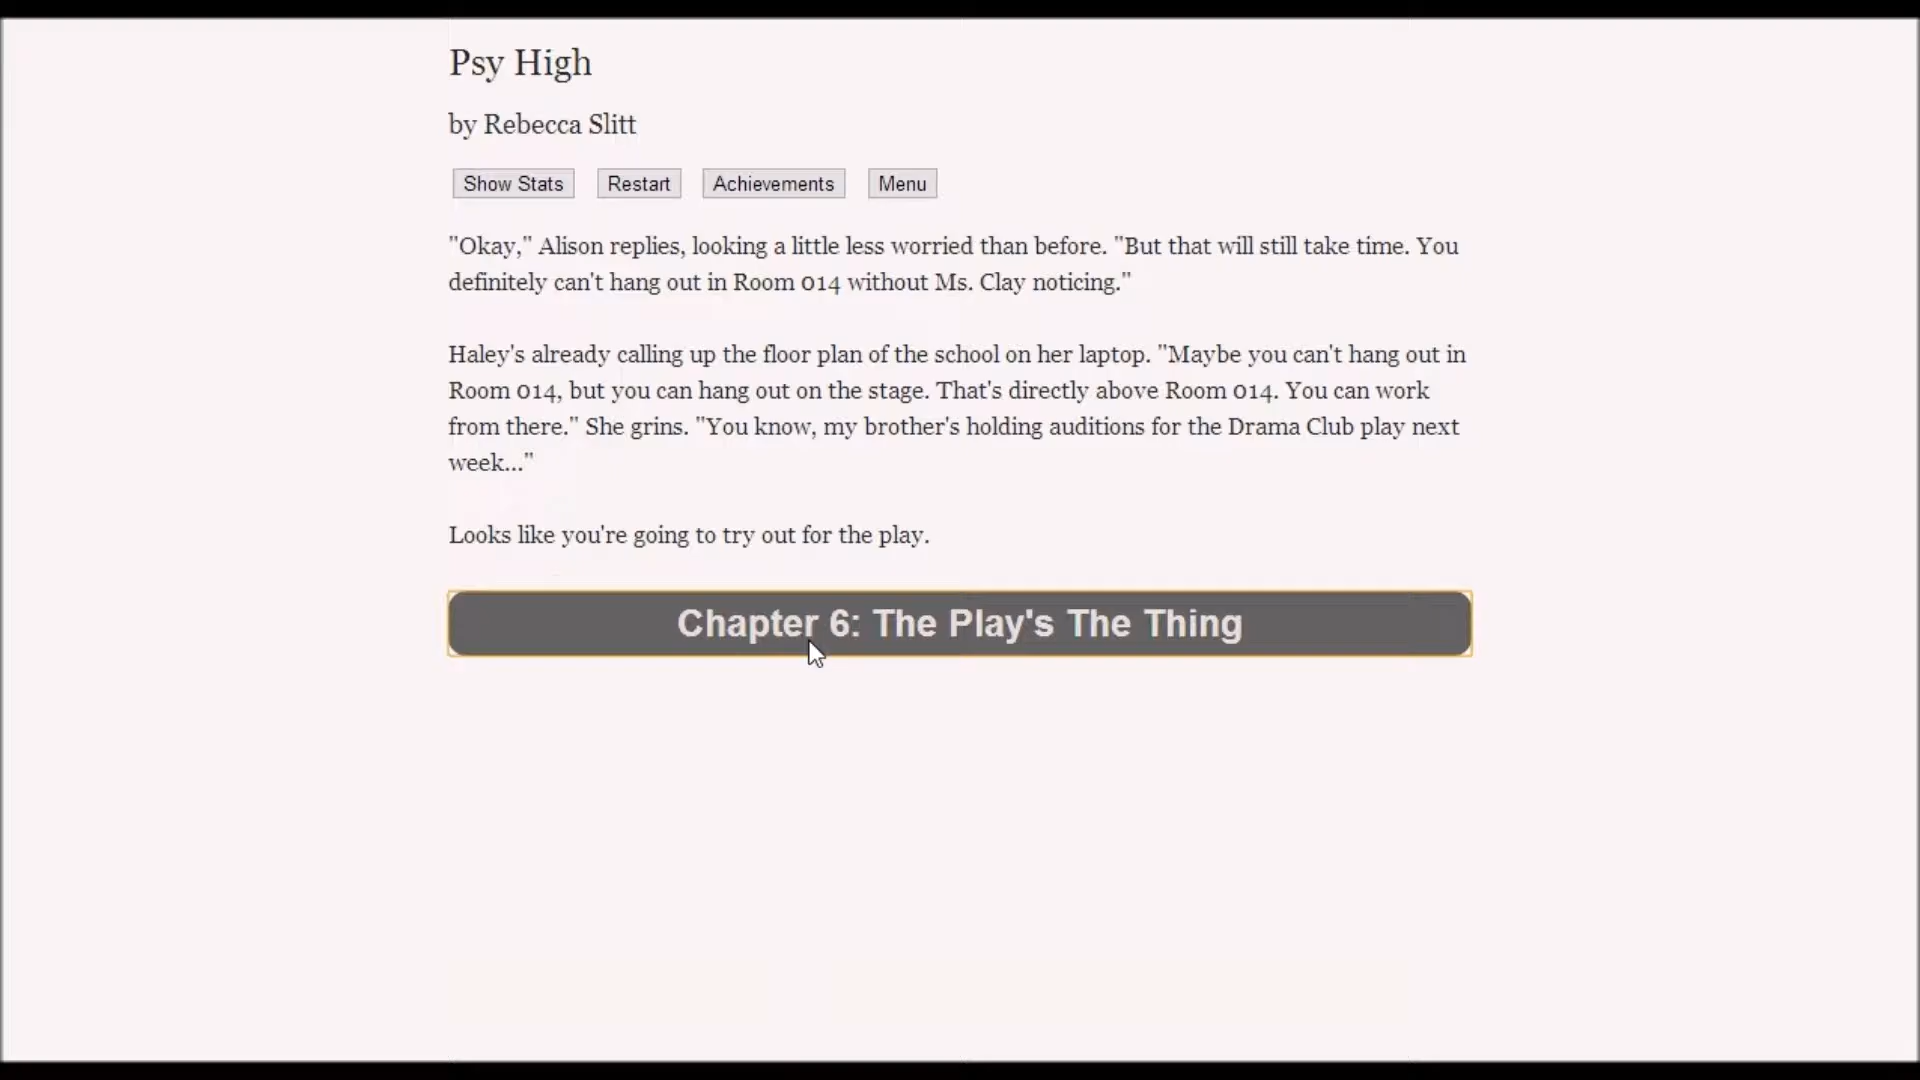 Psy High
by Rebecca Slitt
Show Stats Restart Achievements Menu
"Okay," Alison replies, looking a little less worried than before. "But that will still take time. You
definitely can't hang out in Room 014 without Ms. Clay noticing."
Haley's already calling up the floor plan of the school on her laptop. "Maybe you can't hang out in
Room 014, but you can hang out on the stage. That's directly above Room 014. You can work
from there." She grins. "You know, my brother's holding auditions for the Drama Club play next
week..."
Looks like you're going to try out for the play.
Chapter 6: The Play's The Thing